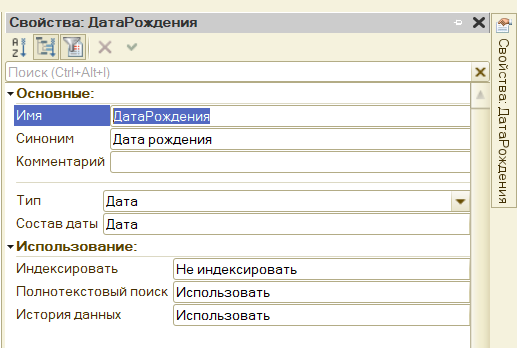 Свойства: ДатаРождения
Поиск (Ctrl+Alt+I)
Основные:
Имя ДатаРождения
Синоним Дата рождения
Комментарий
Тип Дата
Состав даты Дата
Использование:
Индексировать Не индексировать
Полнотекстовый поиск Использовать
История данных Использовать
Свойства: ДатаРождения